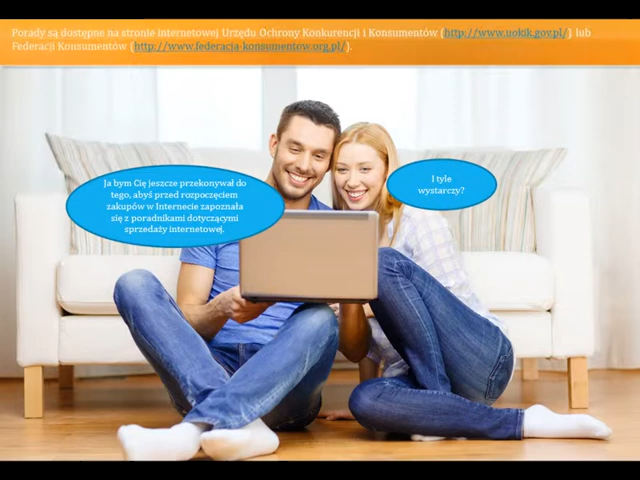 Porady są dostępne na stronie internetowej Urzędu Ochrony Konkurencji i Konsumentów (http://www.uokik.gov.pl/) lub
Federacji Konsumentów (http://www.federacja-konsumentow.org.pl/).
Ja bym Cię jeszcze przekonywał do
tego, abyś przed rozpoczęciem
zakupów w Internecie zapoznała
się z poradnikami dotyczącymi
sprzedaży internetowej.
I tyle
wystarczy?